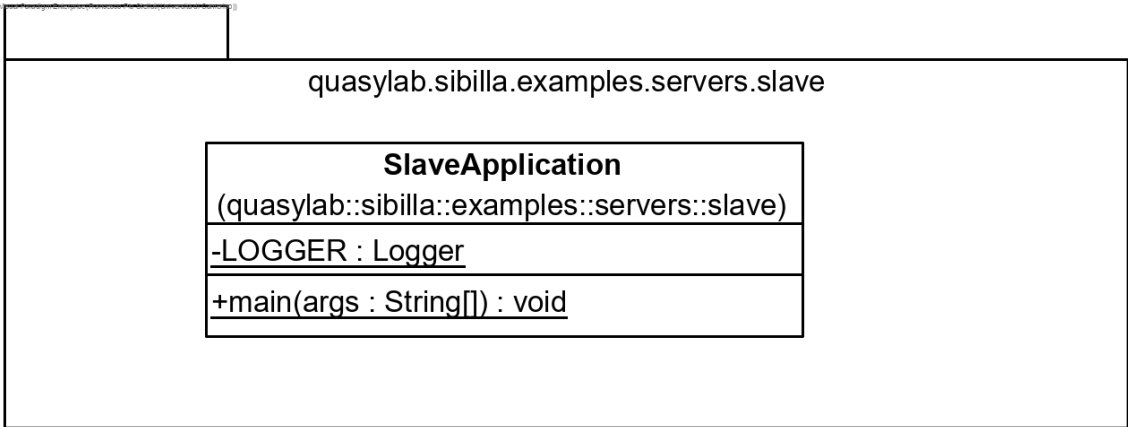 quasylab.sibilla.examples.servers.slave
SlaveApplication
(quasylab::sibilla::examples::servers::slave)
-LOGGER : Logger
+main(args : String[]) : void